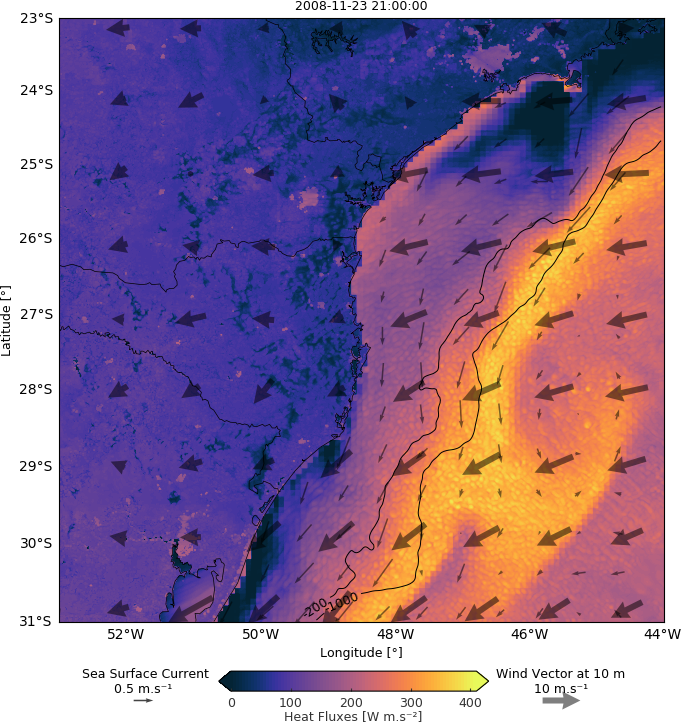 2008-11-23 21:00:00
23°S
24°S
25°S
26°S
27°S
28°S
29°S
30°S
31°S
Latitude [°]
200
1000
52°W 50°W 48°W 46°W 44°W
Longitude [°]
Sea Surface Current
0.5 m.s⁻¹
Wind Vector at 10 m
10 m.s⁻¹
0 100 200 300 400
Heat Fluxes [W m.s⁻²]